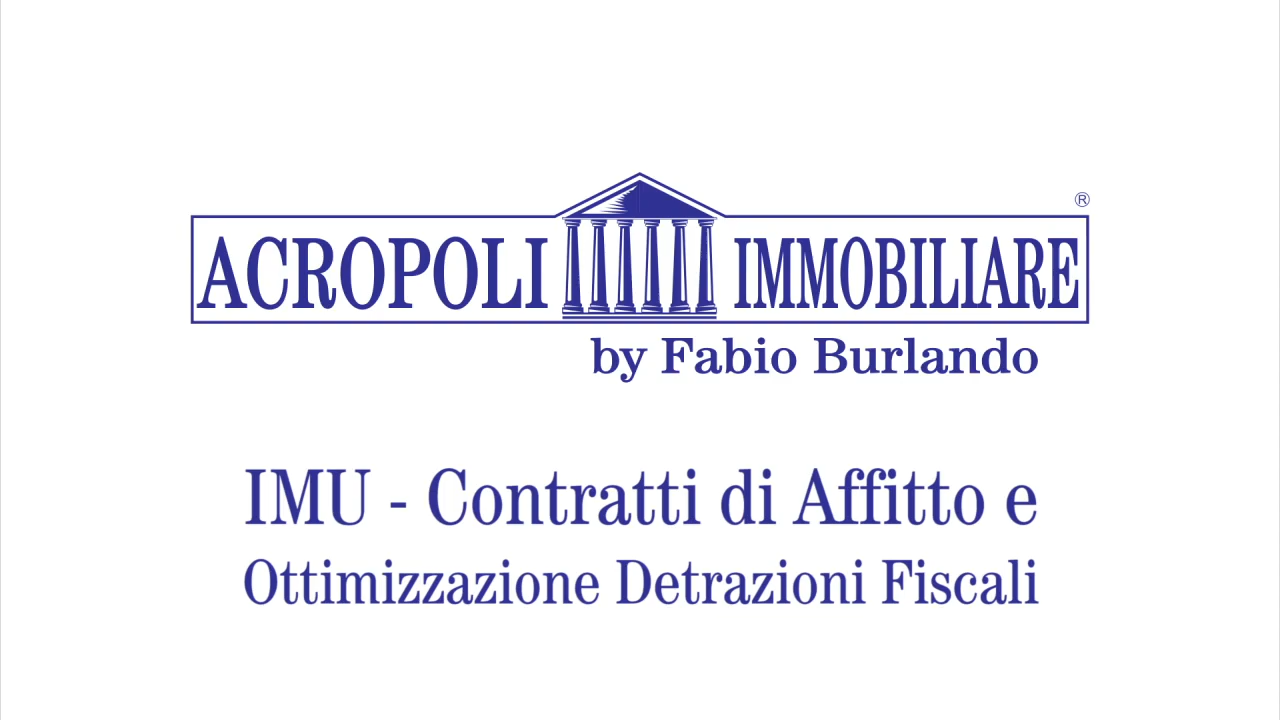 ACROPOLI IMMOBILIARE ®
by Fabio Burlando
IMU - Contratti di Affitto e
Ottimizzazione Detrazioni Fiscali